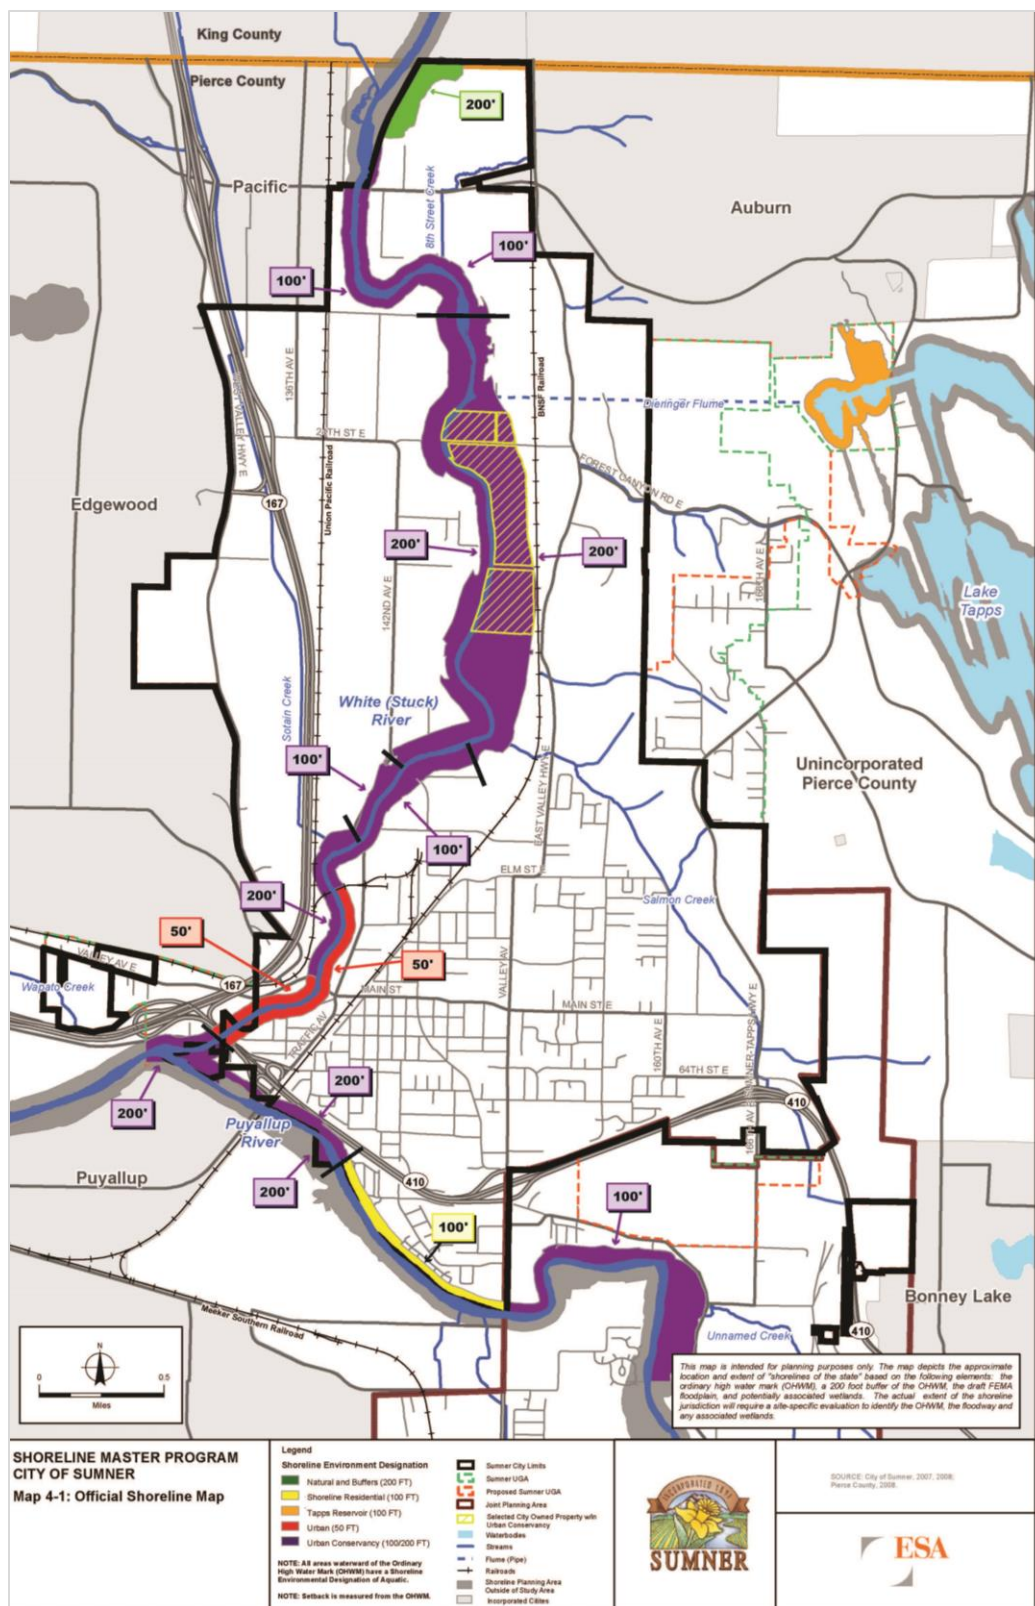 King County
Pierce County
200'
Pacific
8th Street Creek
Auburn
100'
100'
136TH AV E
WEST VALLEY HWY E
BNSF Railroad
Dieringer Flume
24TH ST E
FOREST CANYON RD E
Union Pacific Railroad
Edgewood
167
200'
200'
142ND AV E
Lake
Tapps
Sotain Creek
White (Stuck)
River
100'
Unincorporated
Pierce County
EAST VALLEY HWY E
100'
ELM ST E
200'
Salmon Creek
50'
50'
VALLEY AV E
VALLEY AV
Wapato Creek
167
MAIN ST
MAIN ST E
TRAFFIC AV
160TH AV E
64TH ST E
200'
200'
410
Puyallup
River
Puyallup
200'
410
100'
100'
Bonney Lake
Meeker Southern Railroad
Unnamed Creek
410
N
0 0.5
Miles
This map is intended for planning purposes only. The map depicts the approximate
location and extent of "shorelines of the state" based on the following elements: the
ordinary high water mark (OHWM), a 200 foot buffer of the OHWM, the draft FEMA
floodplain, and potentially associated wetlands. The actual extent of the shoreline
jurisdiction will require a site-specific evaluation to identify the OHWM, the floodway and
any associated wetlands.
SHORELINE MASTER PROGRAM
CITY OF SUMNER
Map 4-1: Official Shoreline Map
Legend
Shoreline Environment Designation
Natural and Buffers (200 FT)
Shoreline Residential (100 FT)
Tapps Reservoir (100 FT)
Urban (50 FT)
Urban Conservancy (100/200 FT)
NOTE: All areas waterward of the Ordinary
High Water Mark (OHWM) have a Shoreline
Environmental Designation of Aquatic.
NOTE: Setback is measured from the OHWM.
Sumner City Limits
Sumner UGA
Proposed Sumner UGA
Joint Planning Area
Selected City Owned Property w/in
Urban Conservancy
Waterbodies
Streams
Flume (Pipe)
Railroads
Shoreline Planning Area
Outside of Study Area
Incorporated Cities
INCORPORATED 1891
SUMNER
SOURCE: City of Sumner, 2007, 2008;
Pierce County, 2008.
ESA